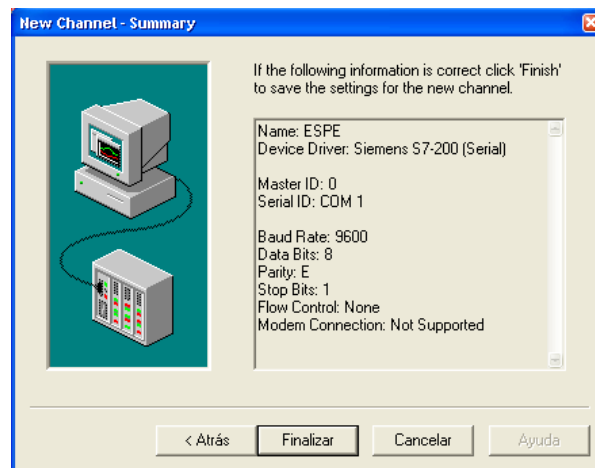 New Channel - Summary
If the following information is correct click 'Finish'
to save the settings for the new channel.
Name: ESPE
Device Driver: Siemens S7-200 (Serial)
Master ID: 0
Serial ID: COM 1
Baud Rate: 9600
Data Bits: 8
Parity: E
Stop Bits: 1
Flow Control: None
Modem Connection: Not Supported
< Atrás
Finalizar
Cancelar
Ayuda